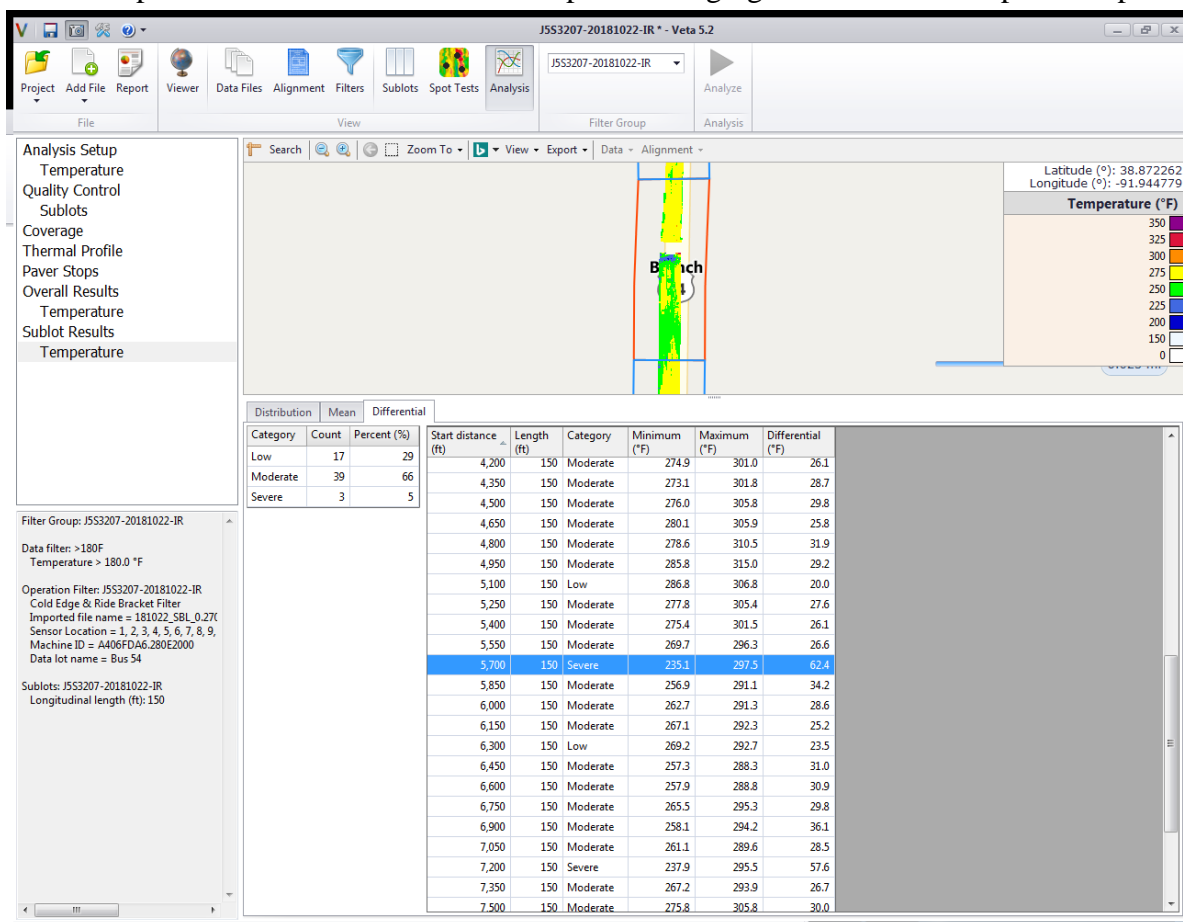 J5S3207-20181022-IR * - Veta 5.2
Project Add File Report Viewer Data Files Alignment Filters Sublots Spot Tests Analysis J5S3207-20181022-IR Analyze
File View Filter Group Analysis
Analysis Setup
Temperature
Quality Control
Sublots
Coverage
Thermal Profile
Paver Stops
Overall Results
Temperature
Sublot Results
Temperature
Filter Group: J5S3207-20181022-IR
Data filter: >180F
Temperature > 180.0 °F
Operation Filter: J5S3207-20181022-IR
Cold Edge & Ride Bracket Filter
Imported file name = 181022_SBL_0.27(
Sensor Location = 1, 2, 3, 4, 5, 6, 7, 8, 9,
Machine ID = A406FDA6.280E2000
Data lot name = Bus 54
Sublots: J5S3207-20181022-IR
Longitudinal length (ft): 150
Search Zoom To View Export Data Alignment
Latitude (°): 38.872262
Longitude (°): -91.944779
Temperature (°F)
350
325
300
275
250
225
200
150
0
Distribution Mean Differential
Category Count Percent (%)
Low 17 29
Moderate 39 66
Severe 3 5
Start distance (ft) Length (ft) Category Minimum (°F) Maximum (°F) Differential (°F)
4,200 150 Moderate 274.9 301.0 26.1
4,350 150 Moderate 273.1 301.8 28.7
4,500 150 Moderate 276.0 305.8 29.8
4,650 150 Moderate 280.1 305.9 25.8
4,800 150 Moderate 278.6 310.5 31.9
4,950 150 Moderate 285.8 315.0 29.2
5,100 150 Low 286.8 306.8 20.0
5,250 150 Moderate 277.8 305.4 27.6
5,400 150 Moderate 275.4 301.5 26.1
5,550 150 Moderate 269.7 296.3 26.6
5,700 150 Severe 235.1 297.5 62.4
5,850 150 Moderate 256.9 291.1 34.2
6,000 150 Moderate 262.7 291.3 28.6
6,150 150 Moderate 267.1 292.3 25.2
6,300 150 Low 269.2 292.7 23.5
6,450 150 Moderate 257.3 288.3 31.0
6,600 150 Moderate 257.9 288.8 30.9
6,750 150 Moderate 265.5 295.3 29.8
6,900 150 Moderate 258.1 294.2 36.1
7,050 150 Moderate 261.1 289.6 28.5
7,200 150 Severe 237.9 295.5 57.6
7,350 150 Moderate 267.2 293.9 26.7
7,500 150 Moderate 275.8 305.8 30.0